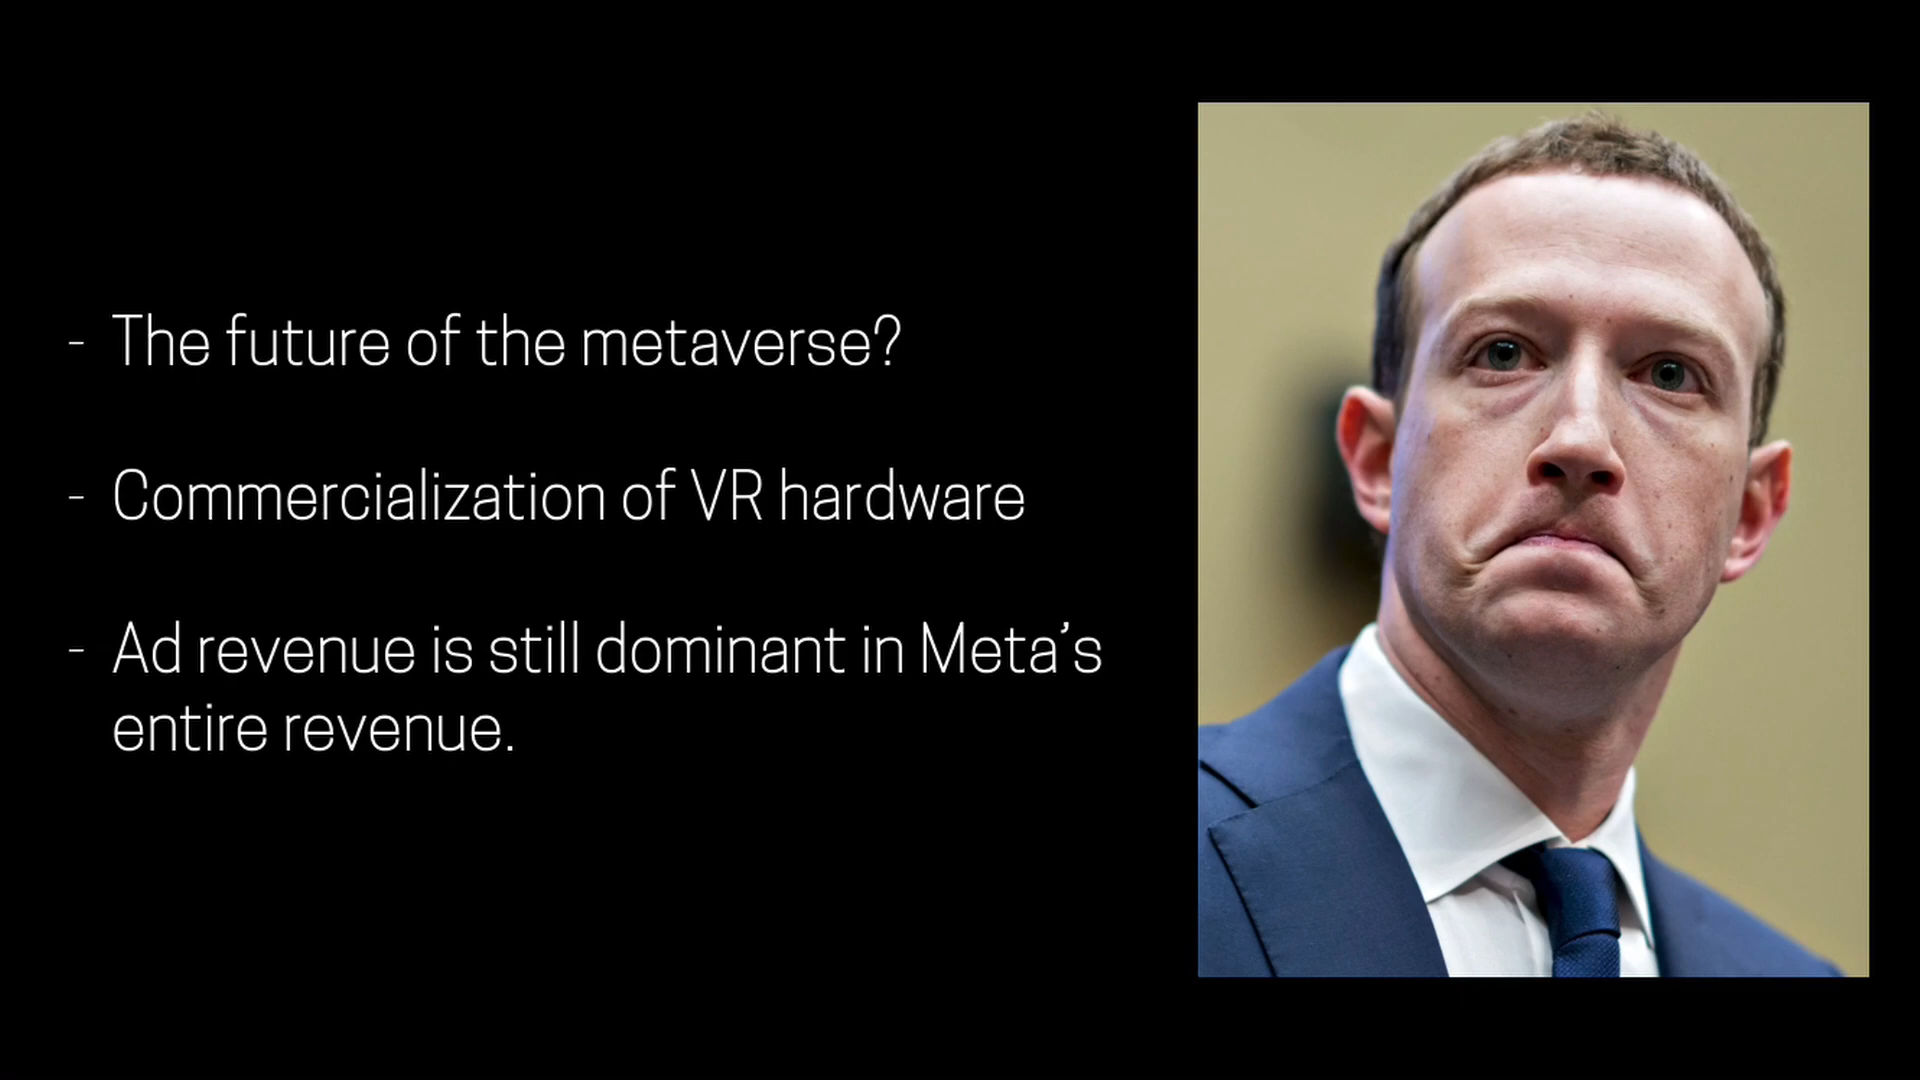 - The future of the metaverse?
- Commercialization of VR hardware
- Ad revenue is still dominant in Meta’s
entire revenue.